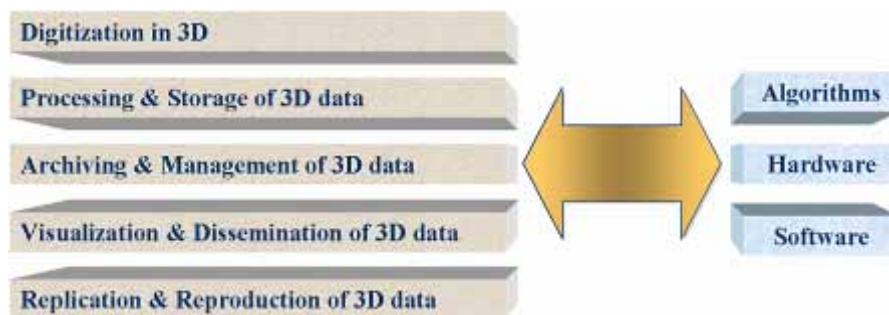 Digitization in 3D
Processing & Storage of 3D data
Archiving & Management of 3D data
Visualization & Dissemination of 3D data
Replication & Reproduction of 3D data
Algorithms
Hardware
Software